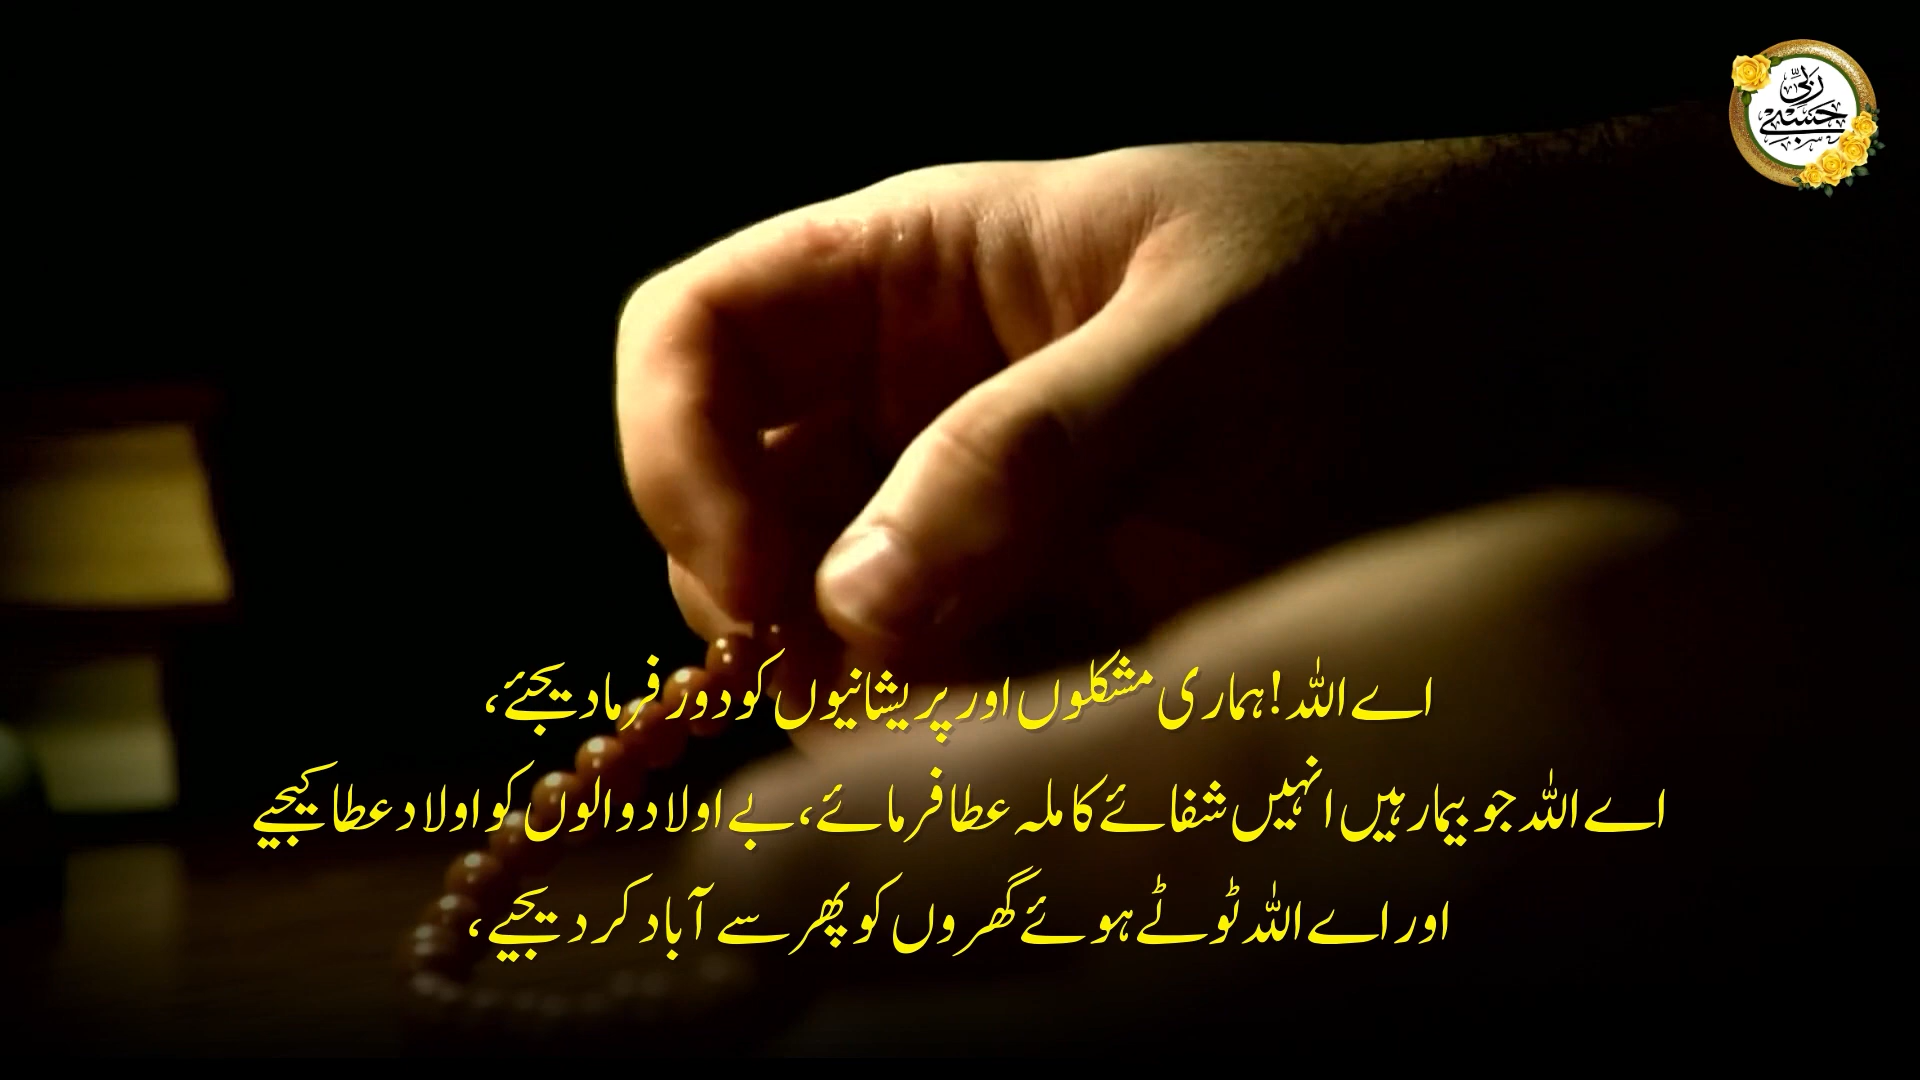 حسبي ربي
اے اللہ! ہماری مشکلوں اور پریشانیوں کو دور فرما دیجئے،
اے اللہ جو بیمار ہیں انہیں شفائے کاملہ عطا فرمائے، بے اولاد والوں کو اولاد عطا کیجیے
اور اے اللہ ٹوٹے ہوئے گھروں کو پھر سے آباد کر دیجیے،